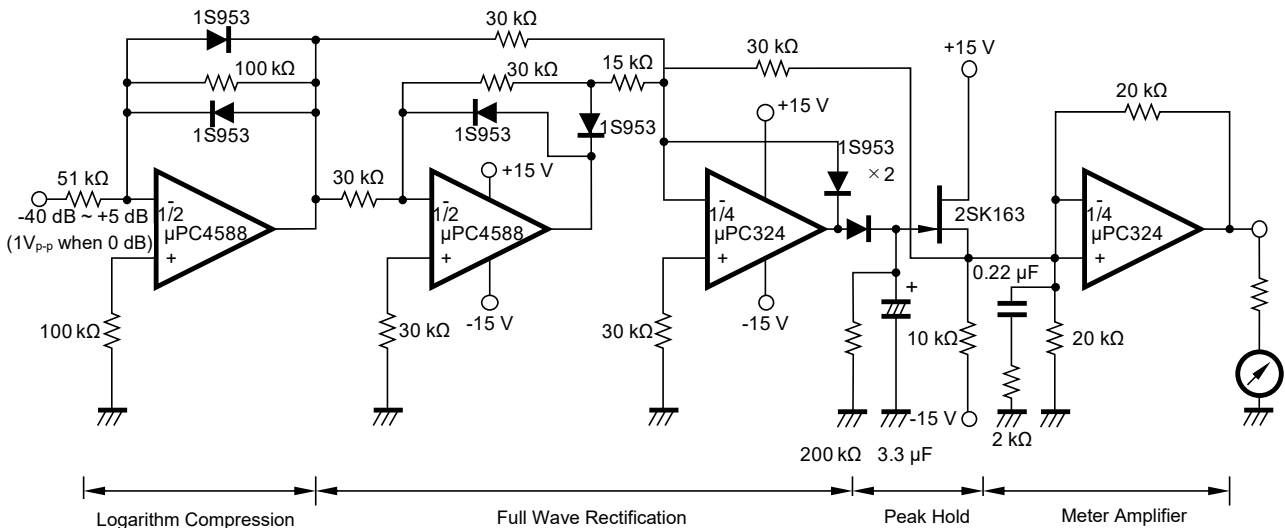 1S953
100 kΩ
1S953
51 kΩ
-40 dB ~ +5 dB
(1Vp-p when 0 dB)
-
1/2
µPC4588
+
100 kΩ
30 kΩ
30 kΩ
15 kΩ
1S953
1S953
30 kΩ
+15 V
-
1/2
µPC4588
+
-15 V
30 kΩ
30 kΩ
+15 V
+15 V
1S953
× 2
-
1/4
µPC324
+
-15 V
30 kΩ
2SK163
+
200 kΩ
3.3 µF
10 kΩ
-15 V
0.22 µF
2 kΩ
20 kΩ
20 kΩ
-
1/4
µPC324
+
Logarithm Compression
Full Wave Rectification
Peak Hold
Meter Amplifier